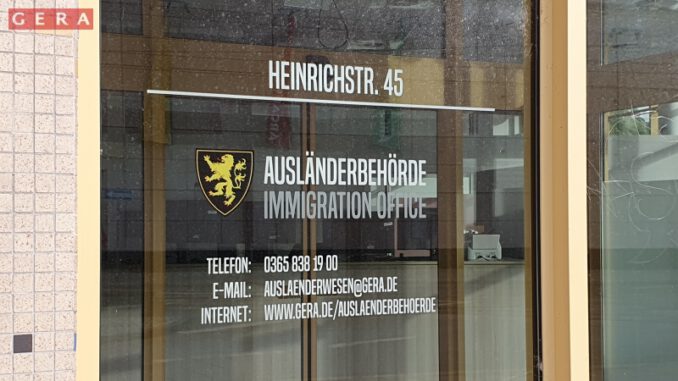 GERA
HEINRICHSTR. 45
AUSLÄNDERBEHÖRDE
IMMIGRATION OFFICE
TELEFON: 0365 838 19 00
E-MAIL: AUSLAENDERWESEN@GERA.DE
INTERNET: WWW.GERA.DE/AUSLAENDERBEHOERDE